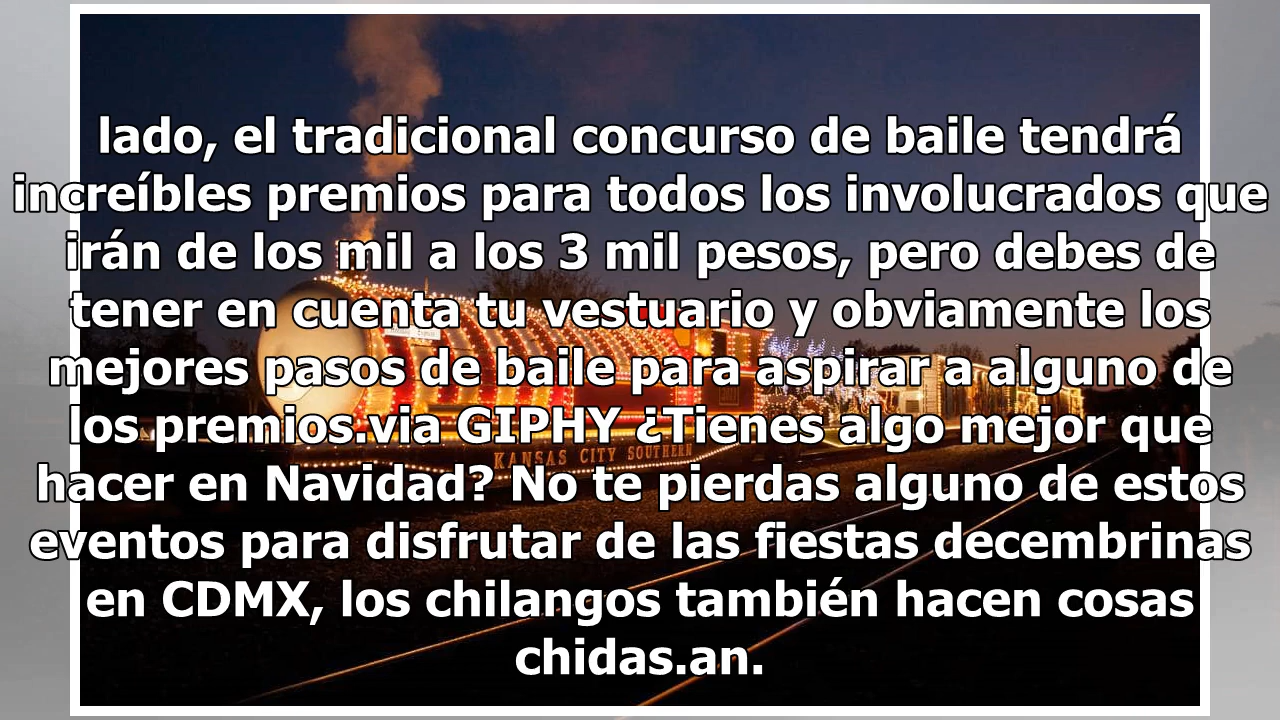 lado, el tradicional concurso de baile tendrá
increíbles premios para todos los involucrados que
irán de los mil a los 3 mil pesos, pero debes de
tener en cuenta tu vestuario y obviamente los
mejores pasos de baile para aspirar a alguno de
los premios.via GIPHY ¿Tienes algo mejor que
KANSAS CITY SOUTHERN
hacer en Navidad? No te pierdas alguno de estos
eventos para disfrutar de las fiestas decembrinas
en CDMX, los chilangos también hacen cosas
chidas.an.